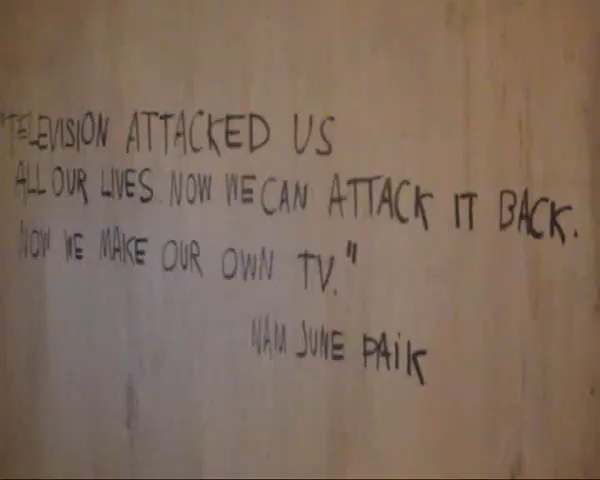 "TELEVISION ATTACKED US
ALL OUR LIVES. NOW WE CAN ATTACK IT BACK.
NOW WE MAKE OUR OWN TV."
NAM JUNE PAiK